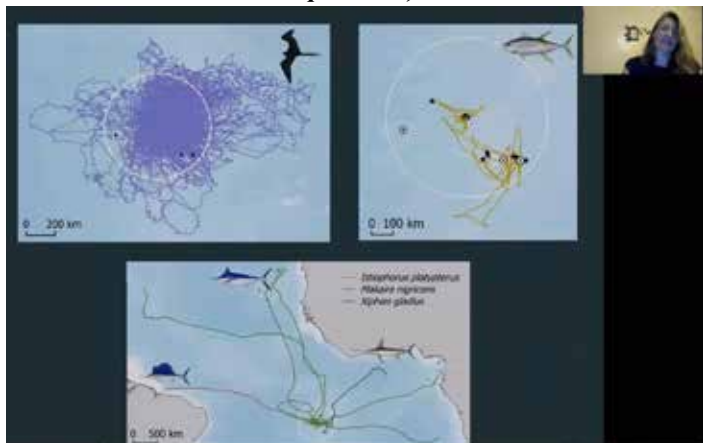 0 200 km
0 100 km
Istiophorus platypterus
Makaira nigricans
Xiphias gladius
0 500 km